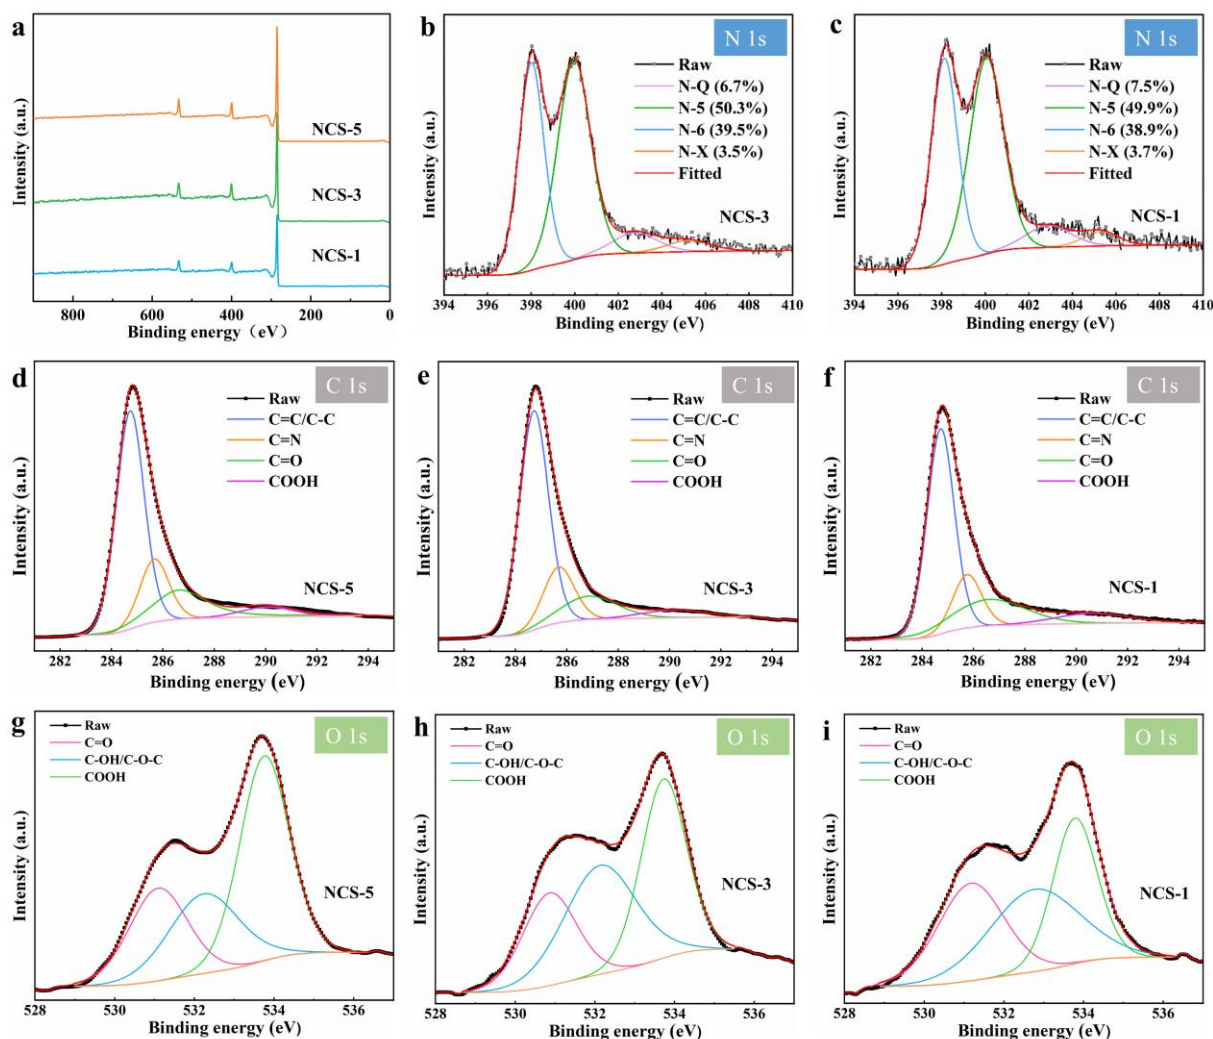 a
NCS-5
NCS-3
NCS-1
Intensity (a.u.)
800 600 400 200 0
Binding energy (eV)
b
N 1s
Raw
N-Q (6.7%)
N-5 (50.3%)
N-6 (39.5%)
N-X (3.5%)
Fitted
NCS-3
Intensity (a.u.)
394 396 398 400 402 404 406 408 410
Binding energy (eV)
c
N 1s
Raw
N-Q (7.5%)
N-5 (49.9%)
N-6 (38.9%)
N-X (3.7%)
Fitted
NCS-1
Intensity (a.u.)
394 396 398 400 402 404 406 408 410
Binding energy (eV)
d
C 1s
Raw
C=C/C-C
C=N
C=O
COOH
NCS-5
Intensity (a.u.)
282 284 286 288 290 292 294
Binding energy (eV)
e
C 1s
Raw
C=C/C-C
C=N
C=O
COOH
NCS-3
Intensity (a.u.)
282 284 286 288 290 292 294
Binding energy (eV)
f
C 1s
Raw
C=C/C-C
C=N
C=O
COOH
NCS-1
Intensity (a.u.)
282 284 286 288 290 292 294
Binding energy (eV)
g
O 1s
Raw
C=O
C-OH/C-O-C
COOH
NCS-5
Intensity (a.u.)
528 530 532 534 536
Binding energy (eV)
h
O 1s
Raw
C=O
C-OH/C-O-C
COOH
NCS-3
Intensity (a.u.)
528 530 532 534 536
Binding energy (eV)
i
O 1s
Raw
C=O
C-OH/C-O-C
COOH
NCS-1
Intensity (a.u.)
528 530 532 534 536
Binding energy (eV)